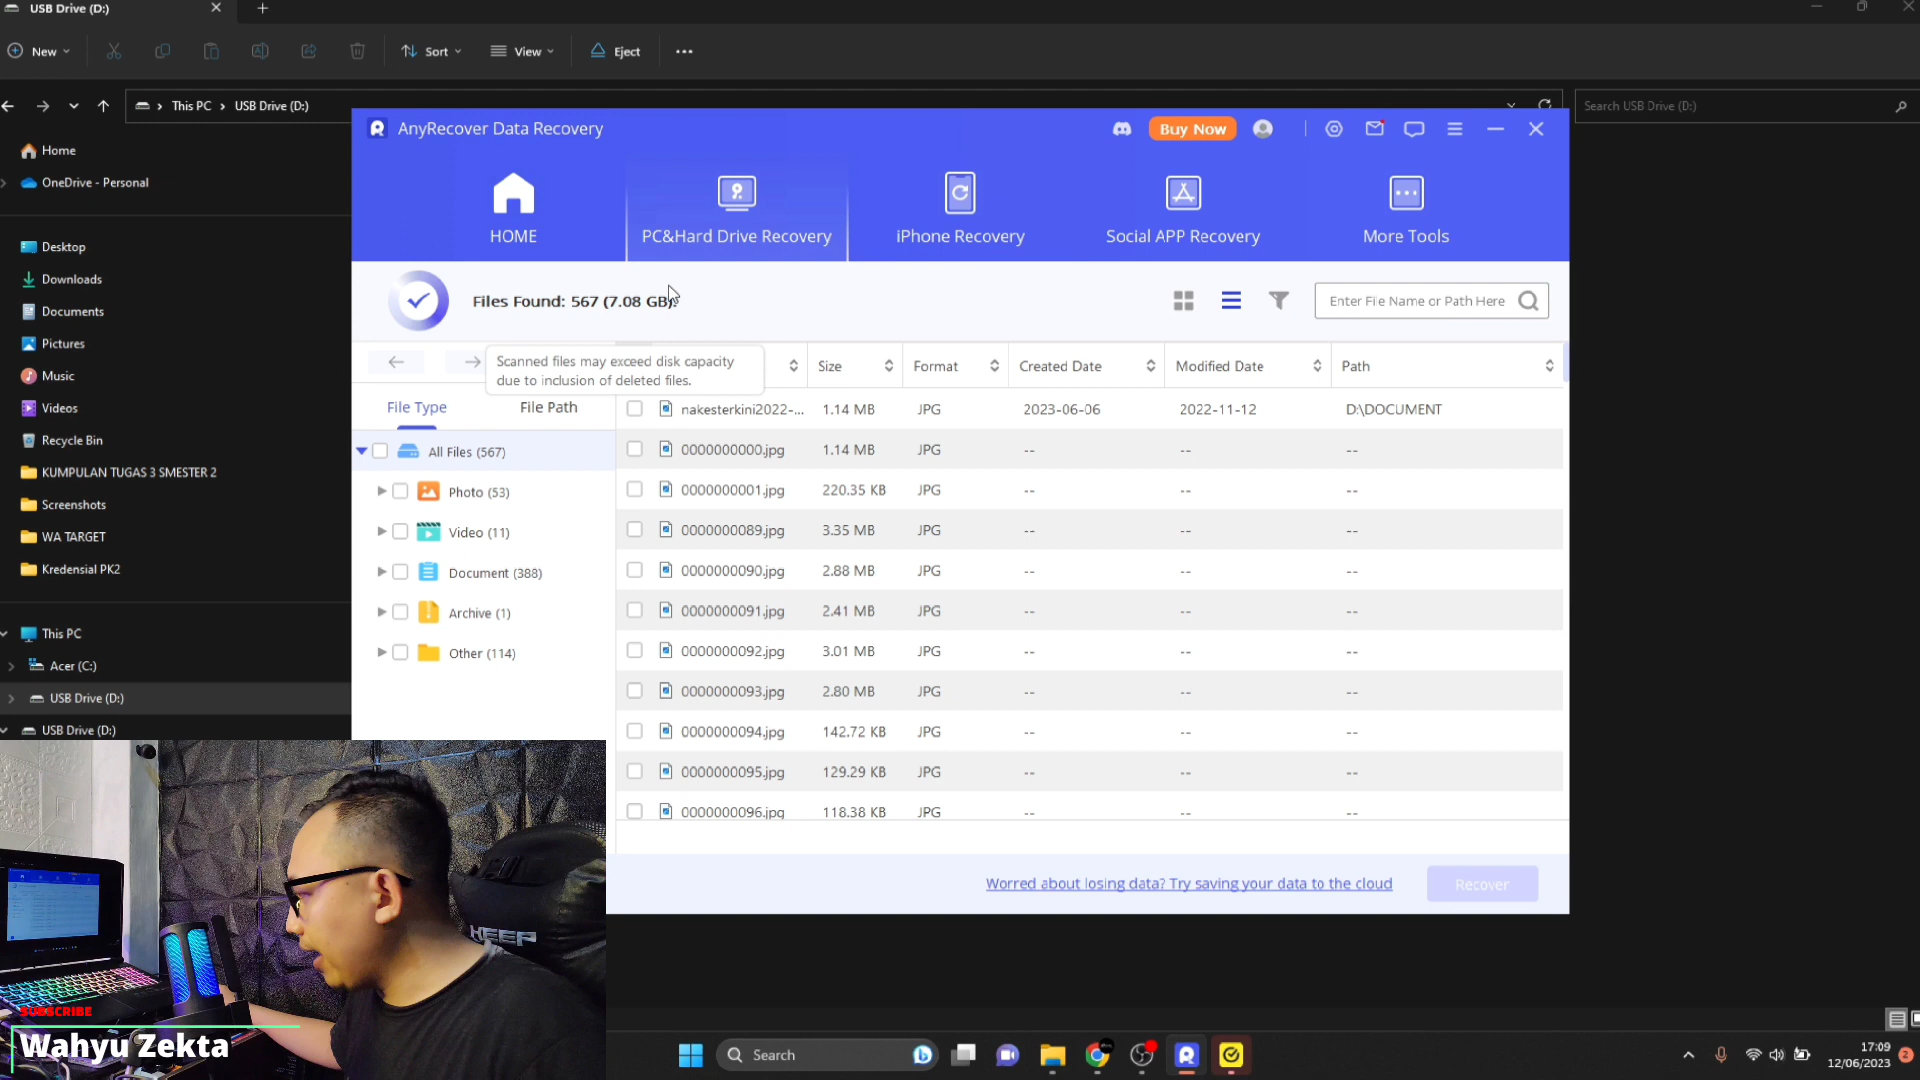 USB Drive (D:)
New
Sort
View
Eject
This PC
USB Drive (D:)
Search USB Drive (D:)
Home
OneDrive - Personal
Desktop
Downloads
Documents
Pictures
Music
Videos
Recycle Bin
KUMPULAN TUGAS 3 SMESTER 2
Screenshots
WA TARGET
Kredensial PK2
This PC
Acer (C:)
USB Drive (D:)
USB Drive (D:)
AnyRecover Data Recovery
Buy Now
HOME
PC&Hard Drive Recovery
iPhone Recovery
Social APP Recovery
More Tools
Files Found: 567 (7.08 GB)
Enter File Name or Path Here
Scanned files may exceed disk capacity
due to inclusion of deleted files.
File Type
File Path
All Files (567)
Photo (53)
Video (11)
Document (388)
Archive (1)
Other (114)
Size Format Created Date Modified Date Path
nakesterkini2022-... 1.14 MB JPG 2023-06-06 2022-11-12 D:\DOCUMENT
0000000000.jpg 1.14 MB JPG -- -- --
0000000001.jpg 220.35 KB JPG -- -- --
0000000089.jpg 3.35 MB JPG -- -- --
0000000090.jpg 2.88 MB JPG -- -- --
0000000091.jpg 2.41 MB JPG -- -- --
0000000092.jpg 3.01 MB JPG -- -- --
0000000093.jpg 2.80 MB JPG -- -- --
0000000094.jpg 142.72 KB JPG -- -- --
0000000095.jpg 129.29 KB JPG -- -- --
0000000096.jpg 118.38 KB JPG -- -- --
Worred about losing data? Try saving your data to the cloud
Recover
KEEP
SUBSCRIBE
Wahyu Zekta
Search
17:09
12/06/2023
2